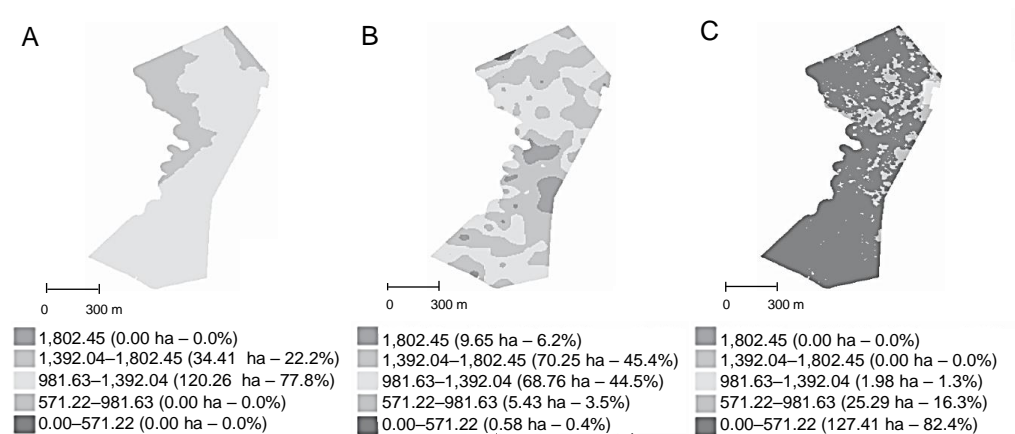 A
B
C
0 300 m
0 300 m
0 300 m
1,802.45 (0.00 ha – 0.0%)
1,392.04–1,802.45 (34.41 ha – 22.2%)
981.63–1,392.04 (120.26 ha – 77.8%)
571.22–981.63 (0.00 ha – 0.0%)
0.00–571.22 (0.00 ha – 0.0%)
1,802.45 (9.65 ha – 6.2%)
1,392.04–1,802.45 (70.25 ha – 45.4%)
981.63–1,392.04 (68.76 ha – 44.5%)
571.22–981.63 (5.43 ha – 3.5%)
0.00–571.22 (0.58 ha – 0.4%)
1,802.45 (0.00 ha – 0.0%)
1,392.04–1,802.45 (0.00 ha – 0.0%)
981.63–1,392.04 (1.98 ha – 1.3%)
571.22–981.63 (25.29 ha – 16.3%)
0.00–571.22 (127.41 ha – 82.4%)